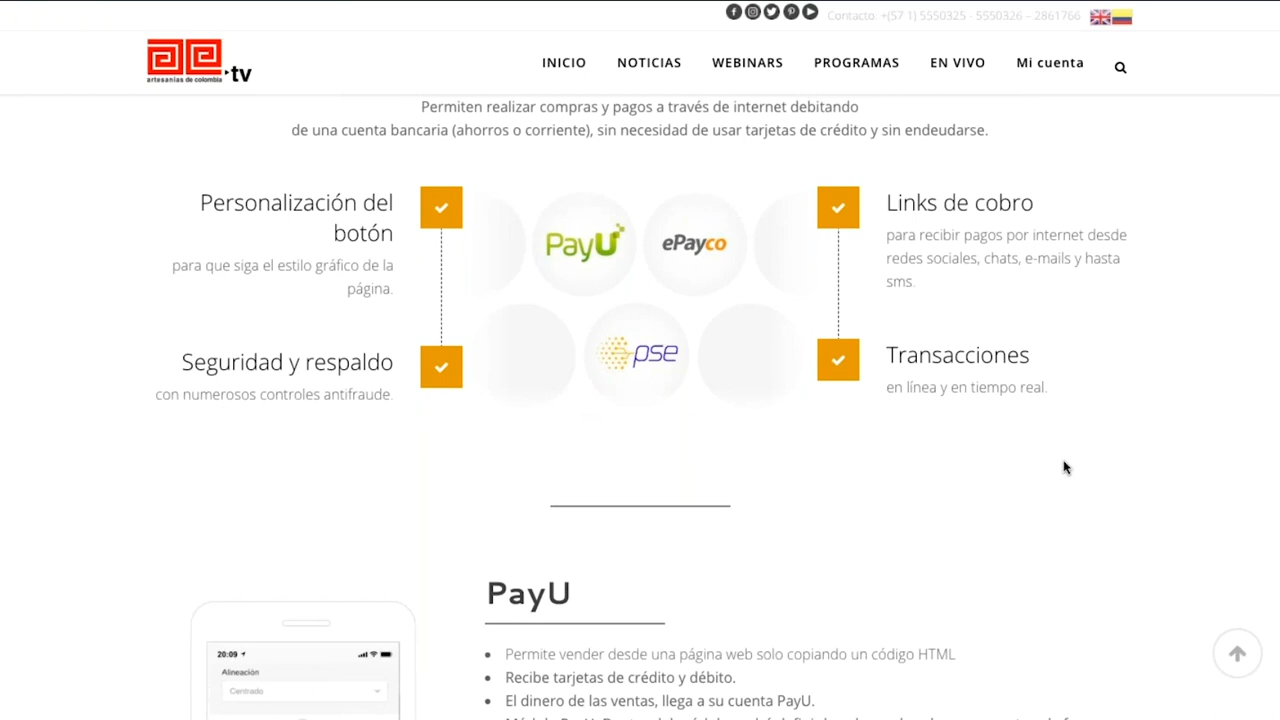 Contacto. +(57 1) 5550325 - 5550326 – 2861766
artesanías de colombia
tv
INICIO
NOTICIAS
WEBINARS
PROGRAMAS
EN VIVO
Mi cuenta
Permiten realizar compras y pagos a través de internet debitando
de una cuenta bancaria (ahorros o corriente), sin necesidad de usar tarjetas de crédito y sin endeudarse.
Personalización del
botón
para que siga el estilo gráfico de la
página.
Seguridad y respaldo
con numerosos controles antifraude.
PayU
ePayco
pse
Links de cobro
para recibir pagos por internet desde
redes sociales, chats, e-mails y hasta
sms.
Transacciones
en línea y en tiempo real.
20:09
Alineación
Centrado
PayU
Permite vender desde una página web solo copiando un código HTML
Recibe tarjetas de crédito y débito.
El dinero de las ventas, llega a su cuenta PayU.